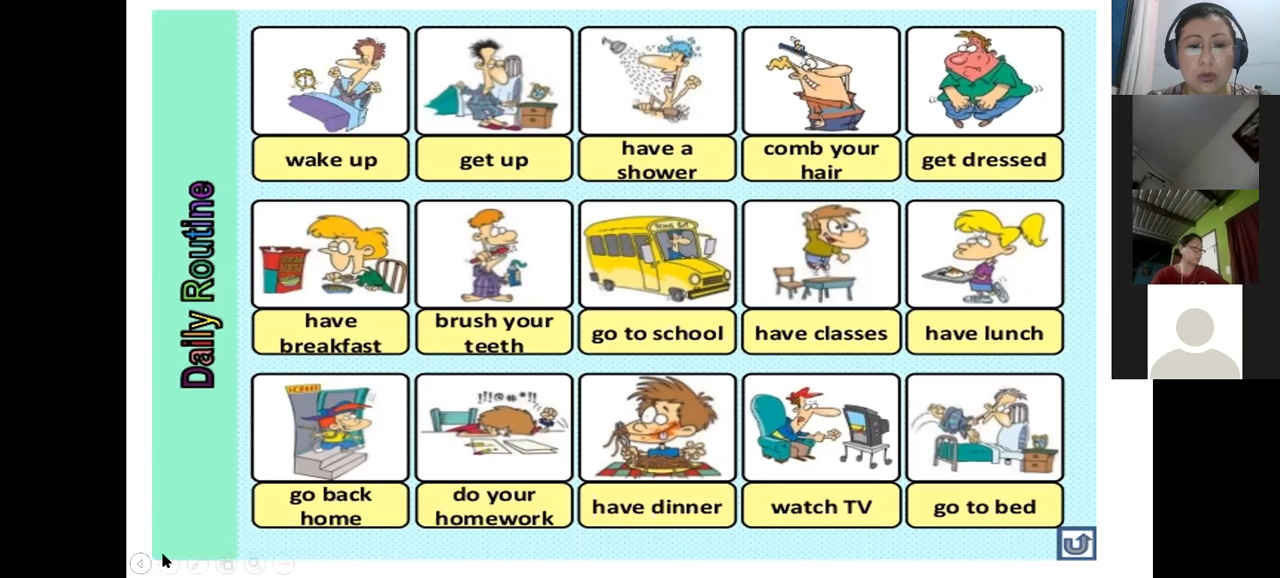 Daily Routine
wake up
get up
have a
shower
comb your
hair
get dressed
have
breakfast
brush your
teeth
go to school
have classes
have lunch
go back
home
!!!@#*!!
do your
homework
have dinner
watch TV
go to bed